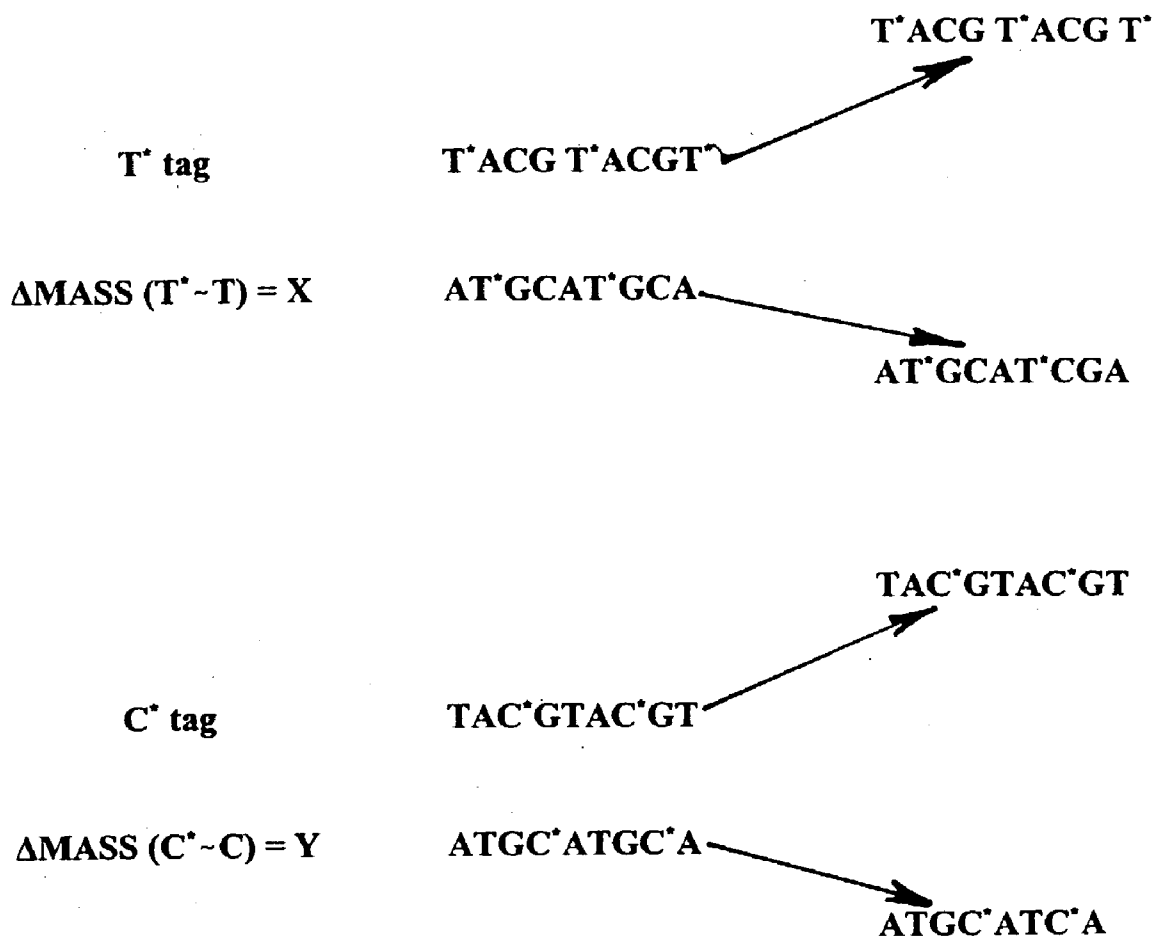 T*ACG T*ACG T*
T* tag
T*ACG T*ACGT*
ΔMASS (T*~T) = X
AT*GCAT*GCA
AT*GCAT*CGA
TAC*GTAC*GT
C* tag
TAC*GTAC*GT
ΔMASS (C*~C) = Y
ATGC*ATGC*A
ATGC*ATC*A